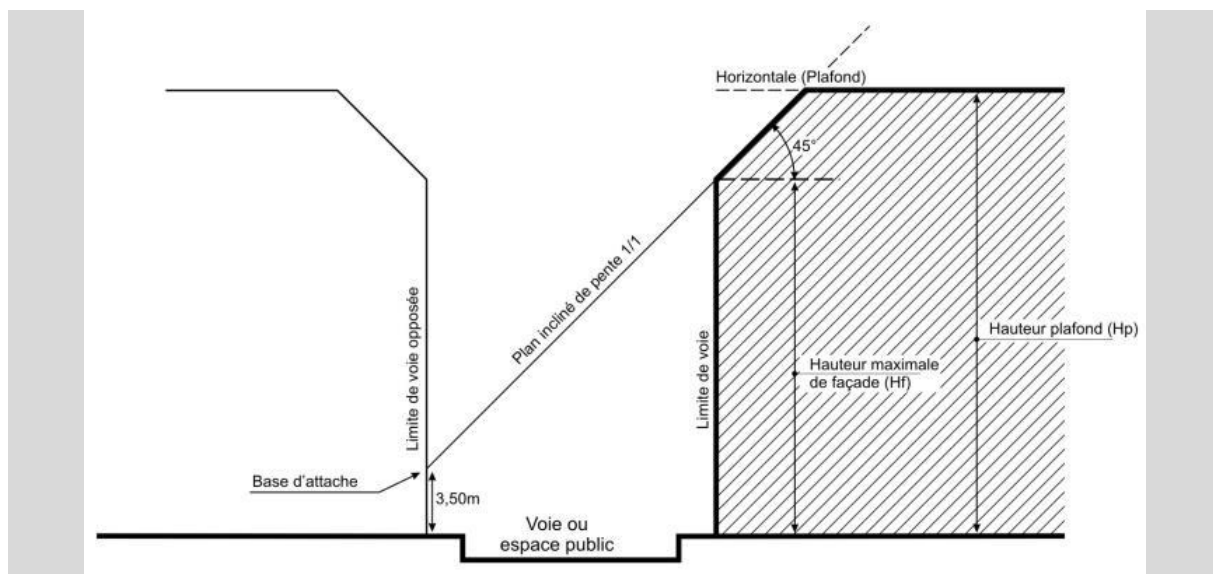 Horizontale (Plafond)
45°
Plan incliné de pente 1/1
Limite de voie opposée
Limite de voie
Hauteur plafond (Hp)
Hauteur maximale
de façade (Hf)
Base d'attache
3,50m
Voie ou
espace public